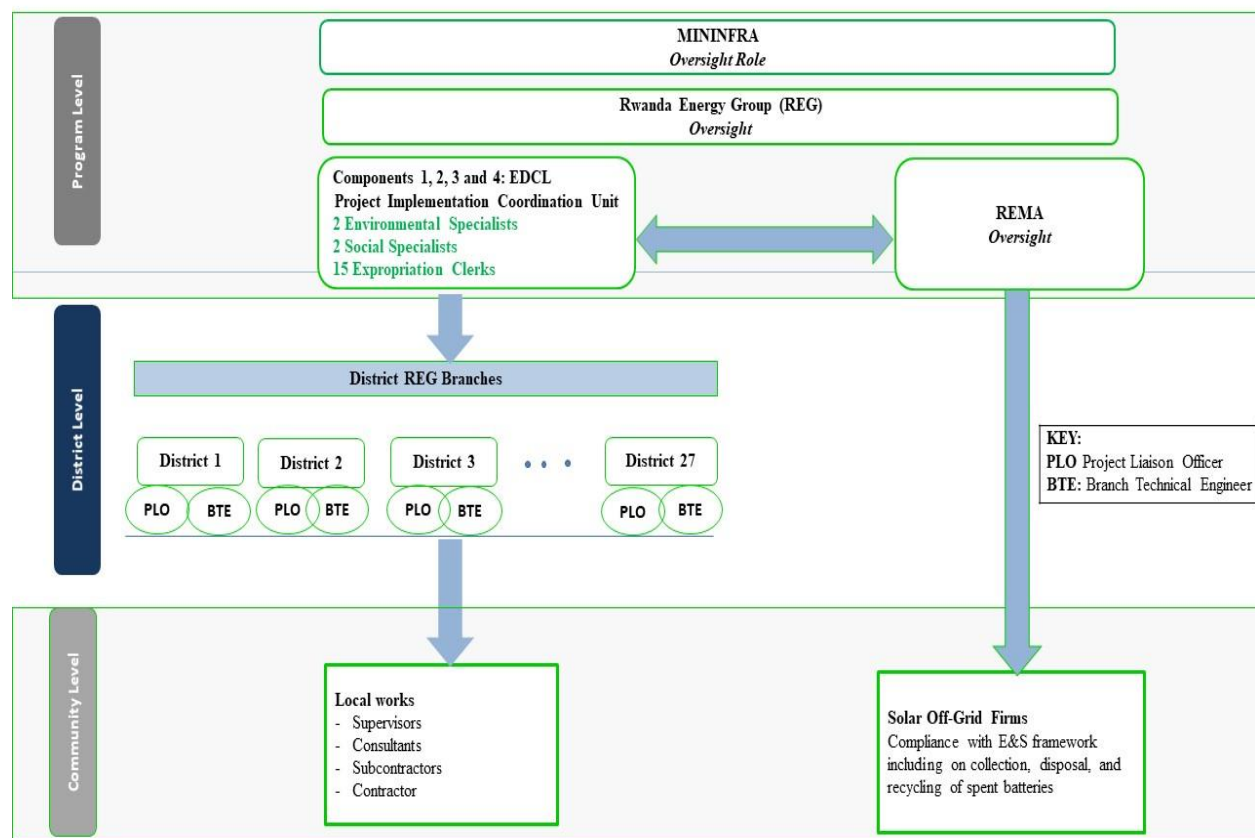 Program Level
MININFRA
Oversight Role
Rwanda Energy Group (REG)
Oversight
Components 1, 2, 3 and 4: EDCL
Project Implementation Coordination Unit
2 Environmental Specialists
2 Social Specialists
15 Expropriation Clerks
REMA
Oversight
District Level
District REG Branches
District 1
District 2
District 3
• • •
District 27
PLO
BTE
PLO
BTE
PLO
BTE
PLO
BTE
KEY:
PLO Project Liaison Officer
BTE: Branch Technical Engineer
Community Level
Local works
- Supervisors
- Consultants
- Subcontractors
- Contractor
Solar Off-Grid Firms
Compliance with E&S framework
including on collection, disposal, and
recycling of spent batteries